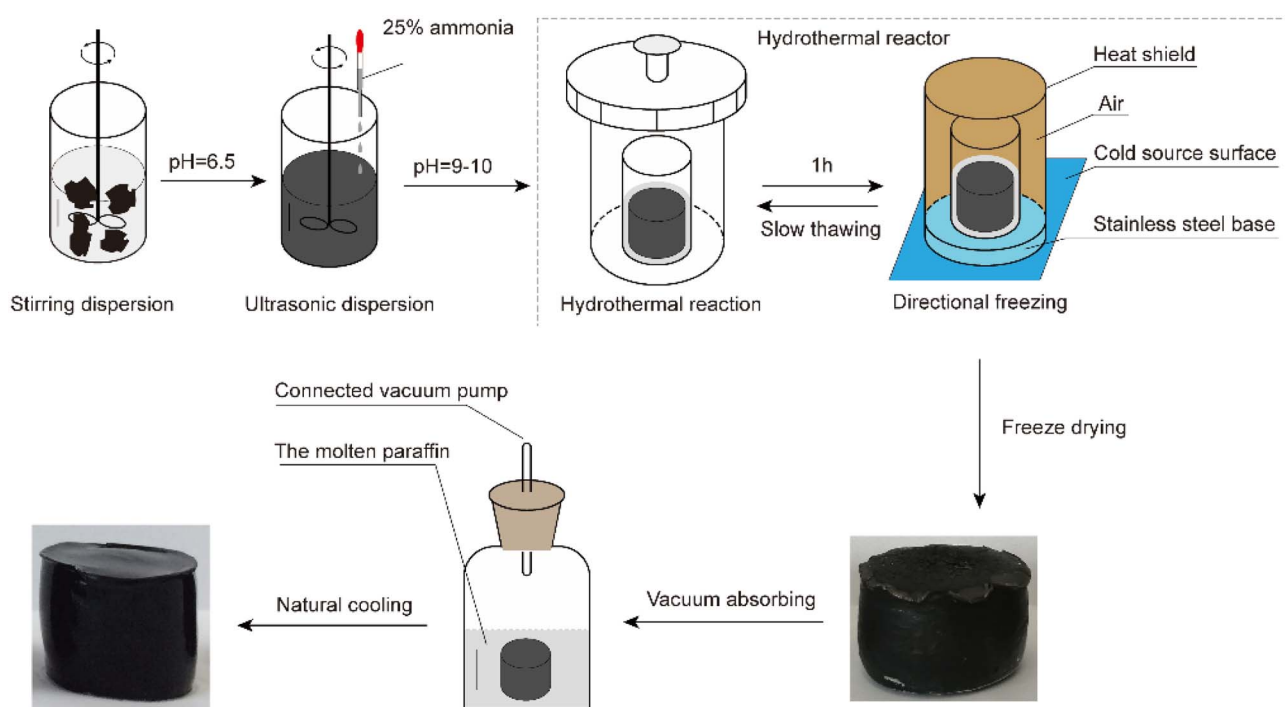 25% ammonia
Hydrothermal reactor
Heat shield
Air
pH=6.5
pH=9-10
1h
Cold source surface
Slow thawing
Stainless steel base
Stirring dispersion
Ultrasonic dispersion
Hydrothermal reaction
Directional freezing
Connected vacuum pump
Freeze drying
The molten paraffin
Natural cooling
Vacuum absorbing